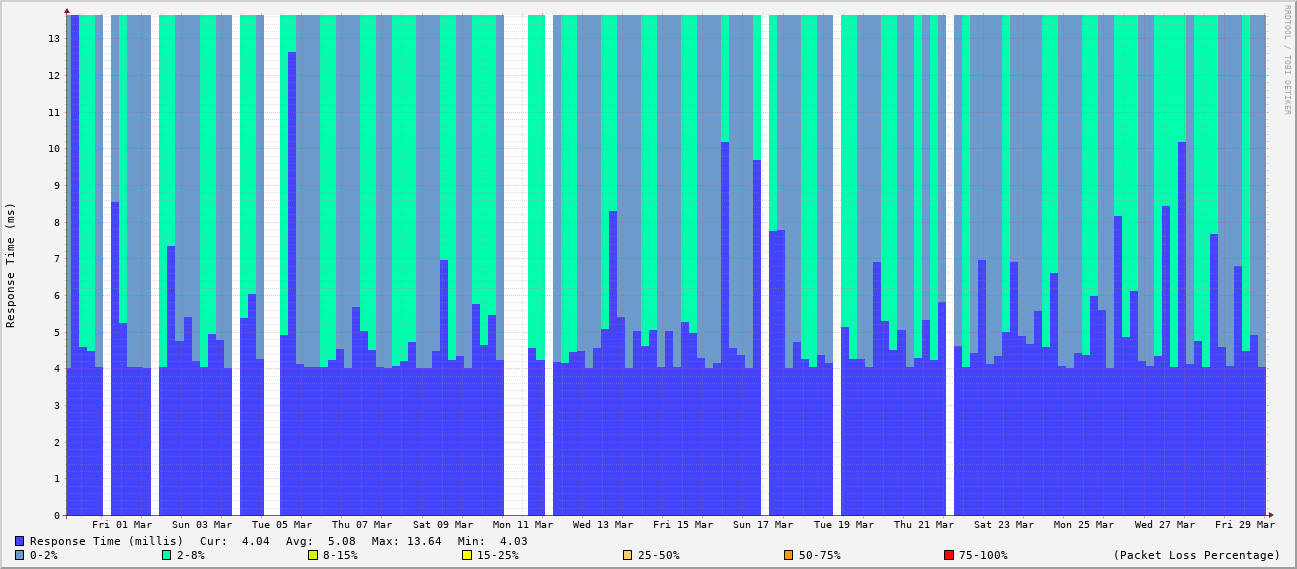 RRDTOOL / TOBI OETIKER
13
12
11
10
9
8
7
6
5
4
3
2
1
0
Response Time (ms)
Fri 01 Mar Sun 03 Mar Tue 05 Mar Thu 07 Mar Sat 09 Mar Mon 11 Mar Wed 13 Mar Fri 15 Mar Sun 17 Mar Tue 19 Mar Thu 21 Mar Sat 23 Mar Mon 25 Mar Wed 27 Mar Fri 29 Mar
Response Time (millis) Cur: 4.04 Avg: 5.08 Max: 13.64 Min: 4.03
0-2% 2-8% 8-15% 15-25% 25-50% 50-75% 75-100% (Packet Loss Percentage)